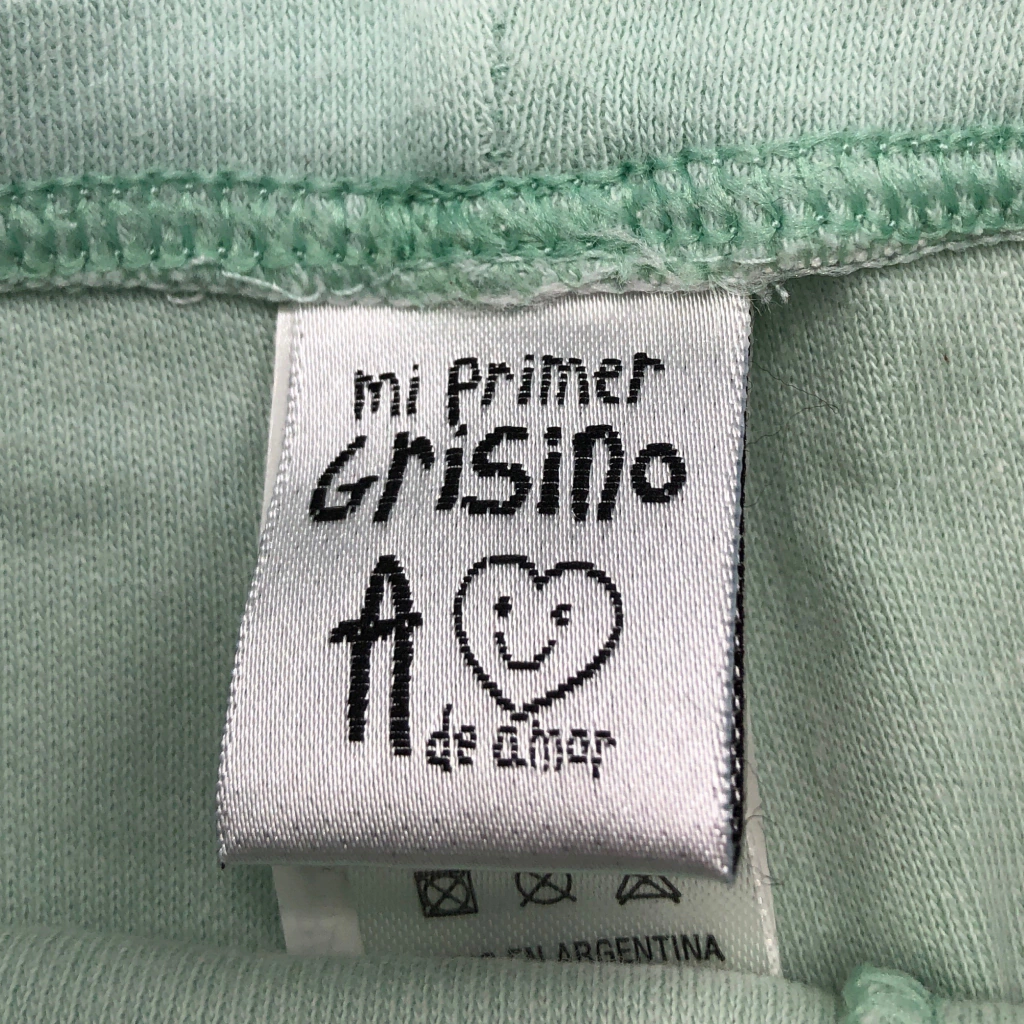 mi primer
Grisino
A
de amor
EN ARGENTINA